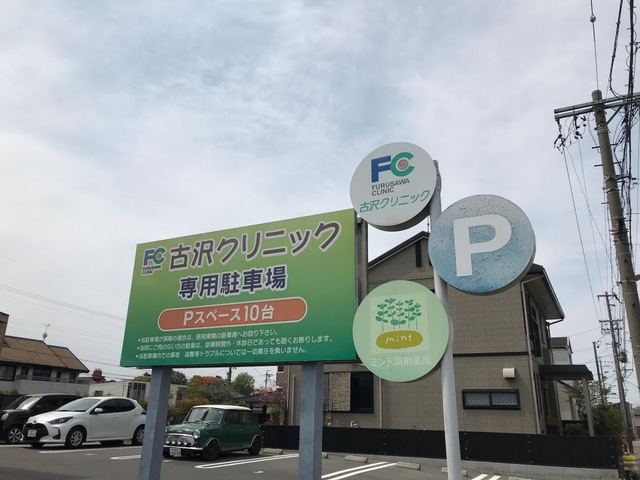 FC
FURUSAWA
CLINIC
古沢クリニック
P
FC
FURUSAWA
CLINIC
古沢クリニック
専用駐車場
Pスペース10台
mint
ミント調剤薬局